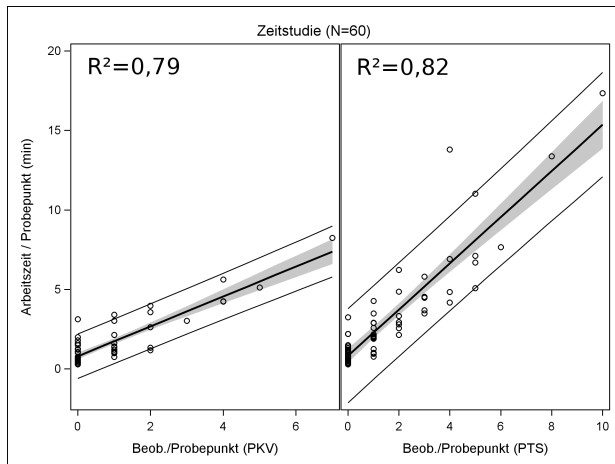 Zeitstudie (N=60)
R²=0,79
R²=0,82
Arbeitszeit / Probepunkt (min)
20
15
10
5
0
0 2 4 6
0 2 4 6 8 10
Beob./Probepunkt (PKV)
Beob./Probepunkt (PTS)